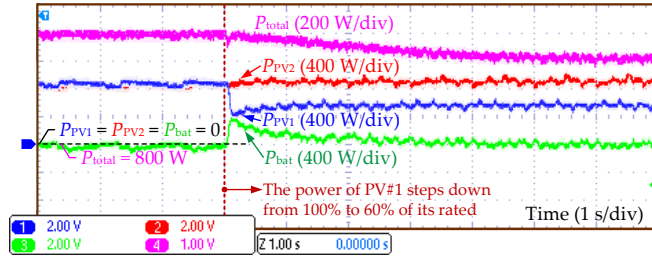 P_total (200 W/div)
P_PV2 (400 W/div)
P_PV1 (400 W/div)
P_PV1 = P_PV2 = P_bat = 0
P_total = 800 W
P_bat (400 W/div)
The power of PV#1 steps down
from 100% to 60% of its rated
Time (1 s/div)
1 2.00 V 2 2.00 V
3 2.00 V 4 1.00 V
Z 1.00 s 0.00000 s